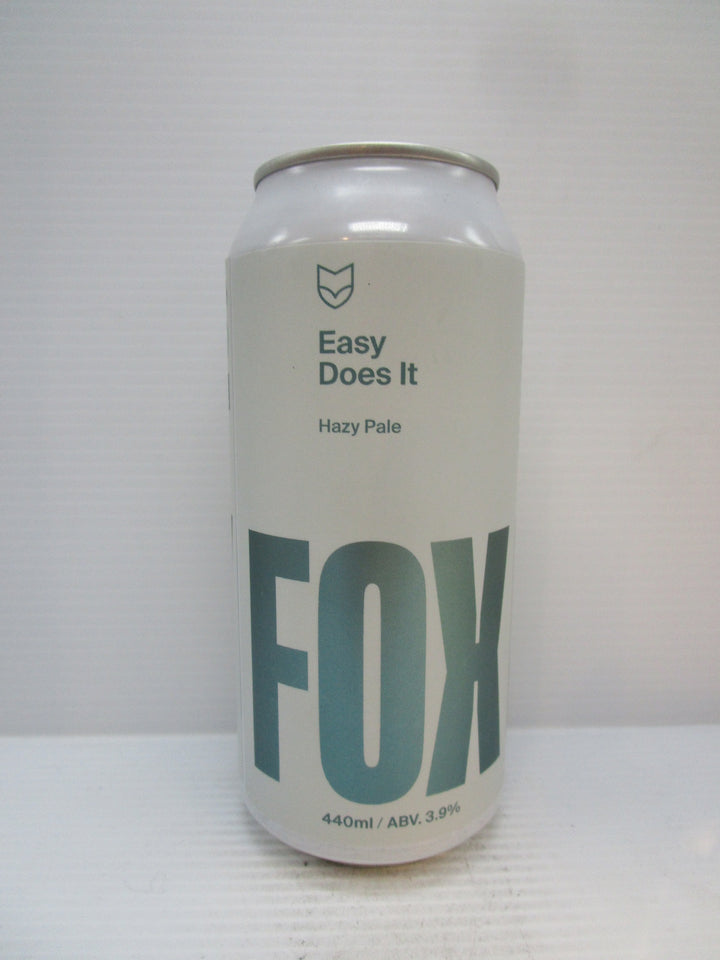 Easy
Does It
Hazy Pale
FOX
440ml / ABV. 3.9%